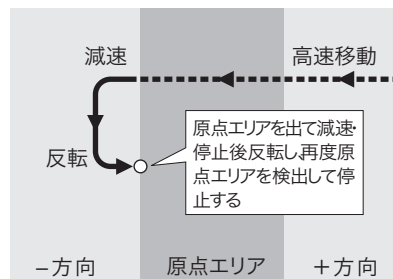 減速
高速移動
原点エリアを出て減速・
停止後反転し、再度原
点エリアを検出して停
止する
反転
−方向
原点エリア
＋方向